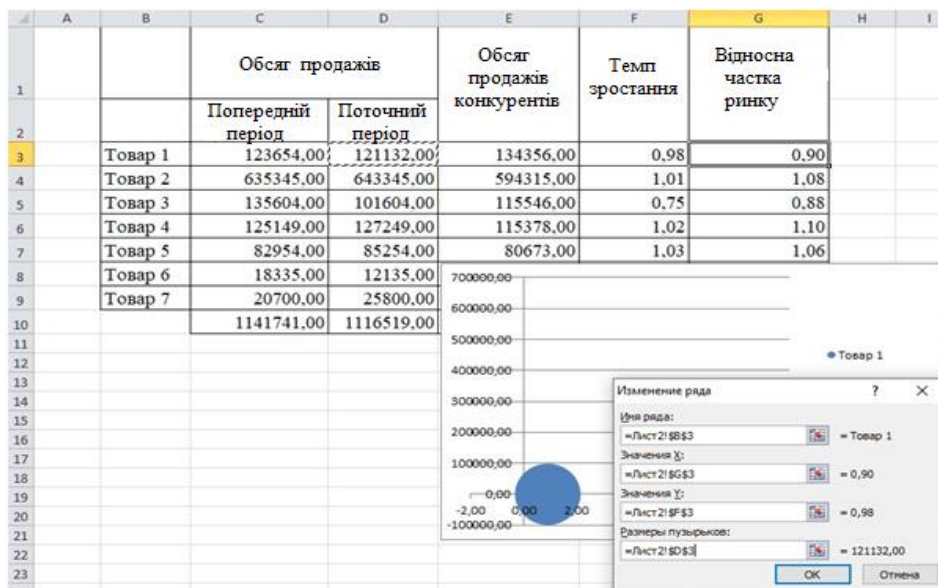 A B C D E F G H I
1 Обсяг продажів Обсяг продажів конкурентів Темп зростання Відносна частка ринку
2 Попередній період Поточний період
3 Товар 1 123654,00 121132,00 134356,00 0,98 0,90
4 Товар 2 635345,00 643345,00 594315,00 1,01 1,08
5 Товар 3 135604,00 101604,00 115546,00 0,75 0,88
6 Товар 4 125149,00 127249,00 115378,00 1,02 1,10
7 Товар 5 82954,00 85254,00 80673,00 1,03 1,06
8 Товар 6 18335,00 12135,00
9 Товар 7 20700,00 25800,00
10 1141741,00 1116519,00
11
12
13
14
15
16
17
18
19
20
21
22
23
700000,00
600000,00
500000,00
400000,00
300000,00
200000,00
100000,00
0,00
-2,00 0,00 2,00
-100000,00
Товар 1
Изменение ряда ?
Имя ряда:
=Лист2!$B$3 = Товар 1
Значения X:
=Лист2!$G$3 = 0,90
Значения Y:
=Лист2!$F$3 = 0,98
Размеры пузырьков:
=Лист2!$D$3 = 121132,00
OK Отмена